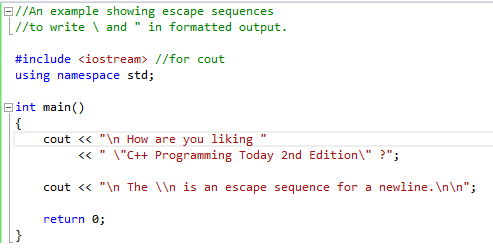 //An example showing escape sequences
//to write \ and " in formatted output.
#include <iostream> //for cout
using namespace std;
int main()
{
cout << "\n How are you liking "
<< " \"C++ Programming Today 2nd Edition\" ?";
cout << "\n The \\n is an escape sequence for a newline.\n\n";
return 0;
}